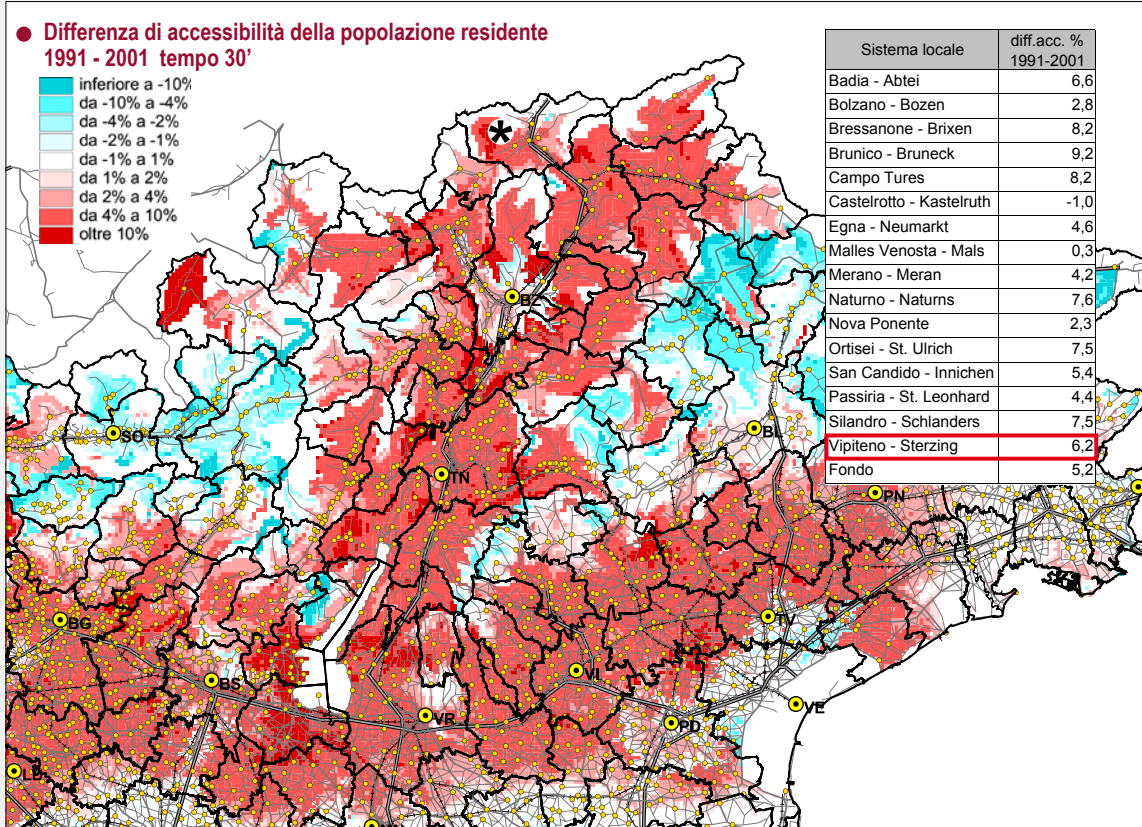 ● Differenza di accessibilità della popolazione residente
1991 - 2001 tempo 30'
inferiore a -10%
da -10% a -4%
da -4% a -2%
da -2% a -1%
da -1% a 1%
da 1% a 2%
da 2% a 4%
da 4% a 10%
oltre 10%
Sistema locale diff.acc. % 1991-2001
Badia - Abtei 6,6
Bolzano - Bozen 2,8
Bressanone - Brixen 8,2
Brunico - Bruneck 9,2
Campo Tures 8,2
Castelrotto - Kastelruth -1,0
Egna - Neumarkt 4,6
Malles Venosta - Mals 0,3
Merano - Meran 4,2
Naturno - Naturns 7,6
Nova Ponente 2,3
Ortisei - St. Ulrich 7,5
San Candido - Innichen 5,4
Passiria - St. Leonhard 4,4
Silandro - Schlanders 7,5
Vipiteno - Sterzing 6,2
Fondo 5,2
*
BZ
SO
BL
TN
PN
BG
TV
VI
BS
VR
PD
VE